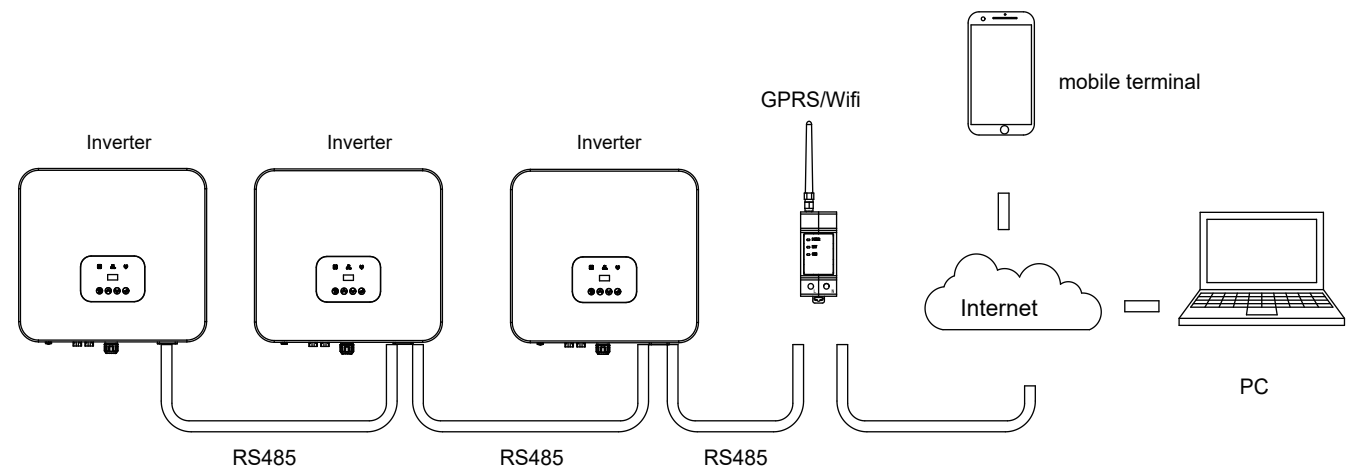 mobile terminal
GPRS/Wifi
Inverter
Inverter
Inverter
Internet
PC
RS485
RS485
RS485